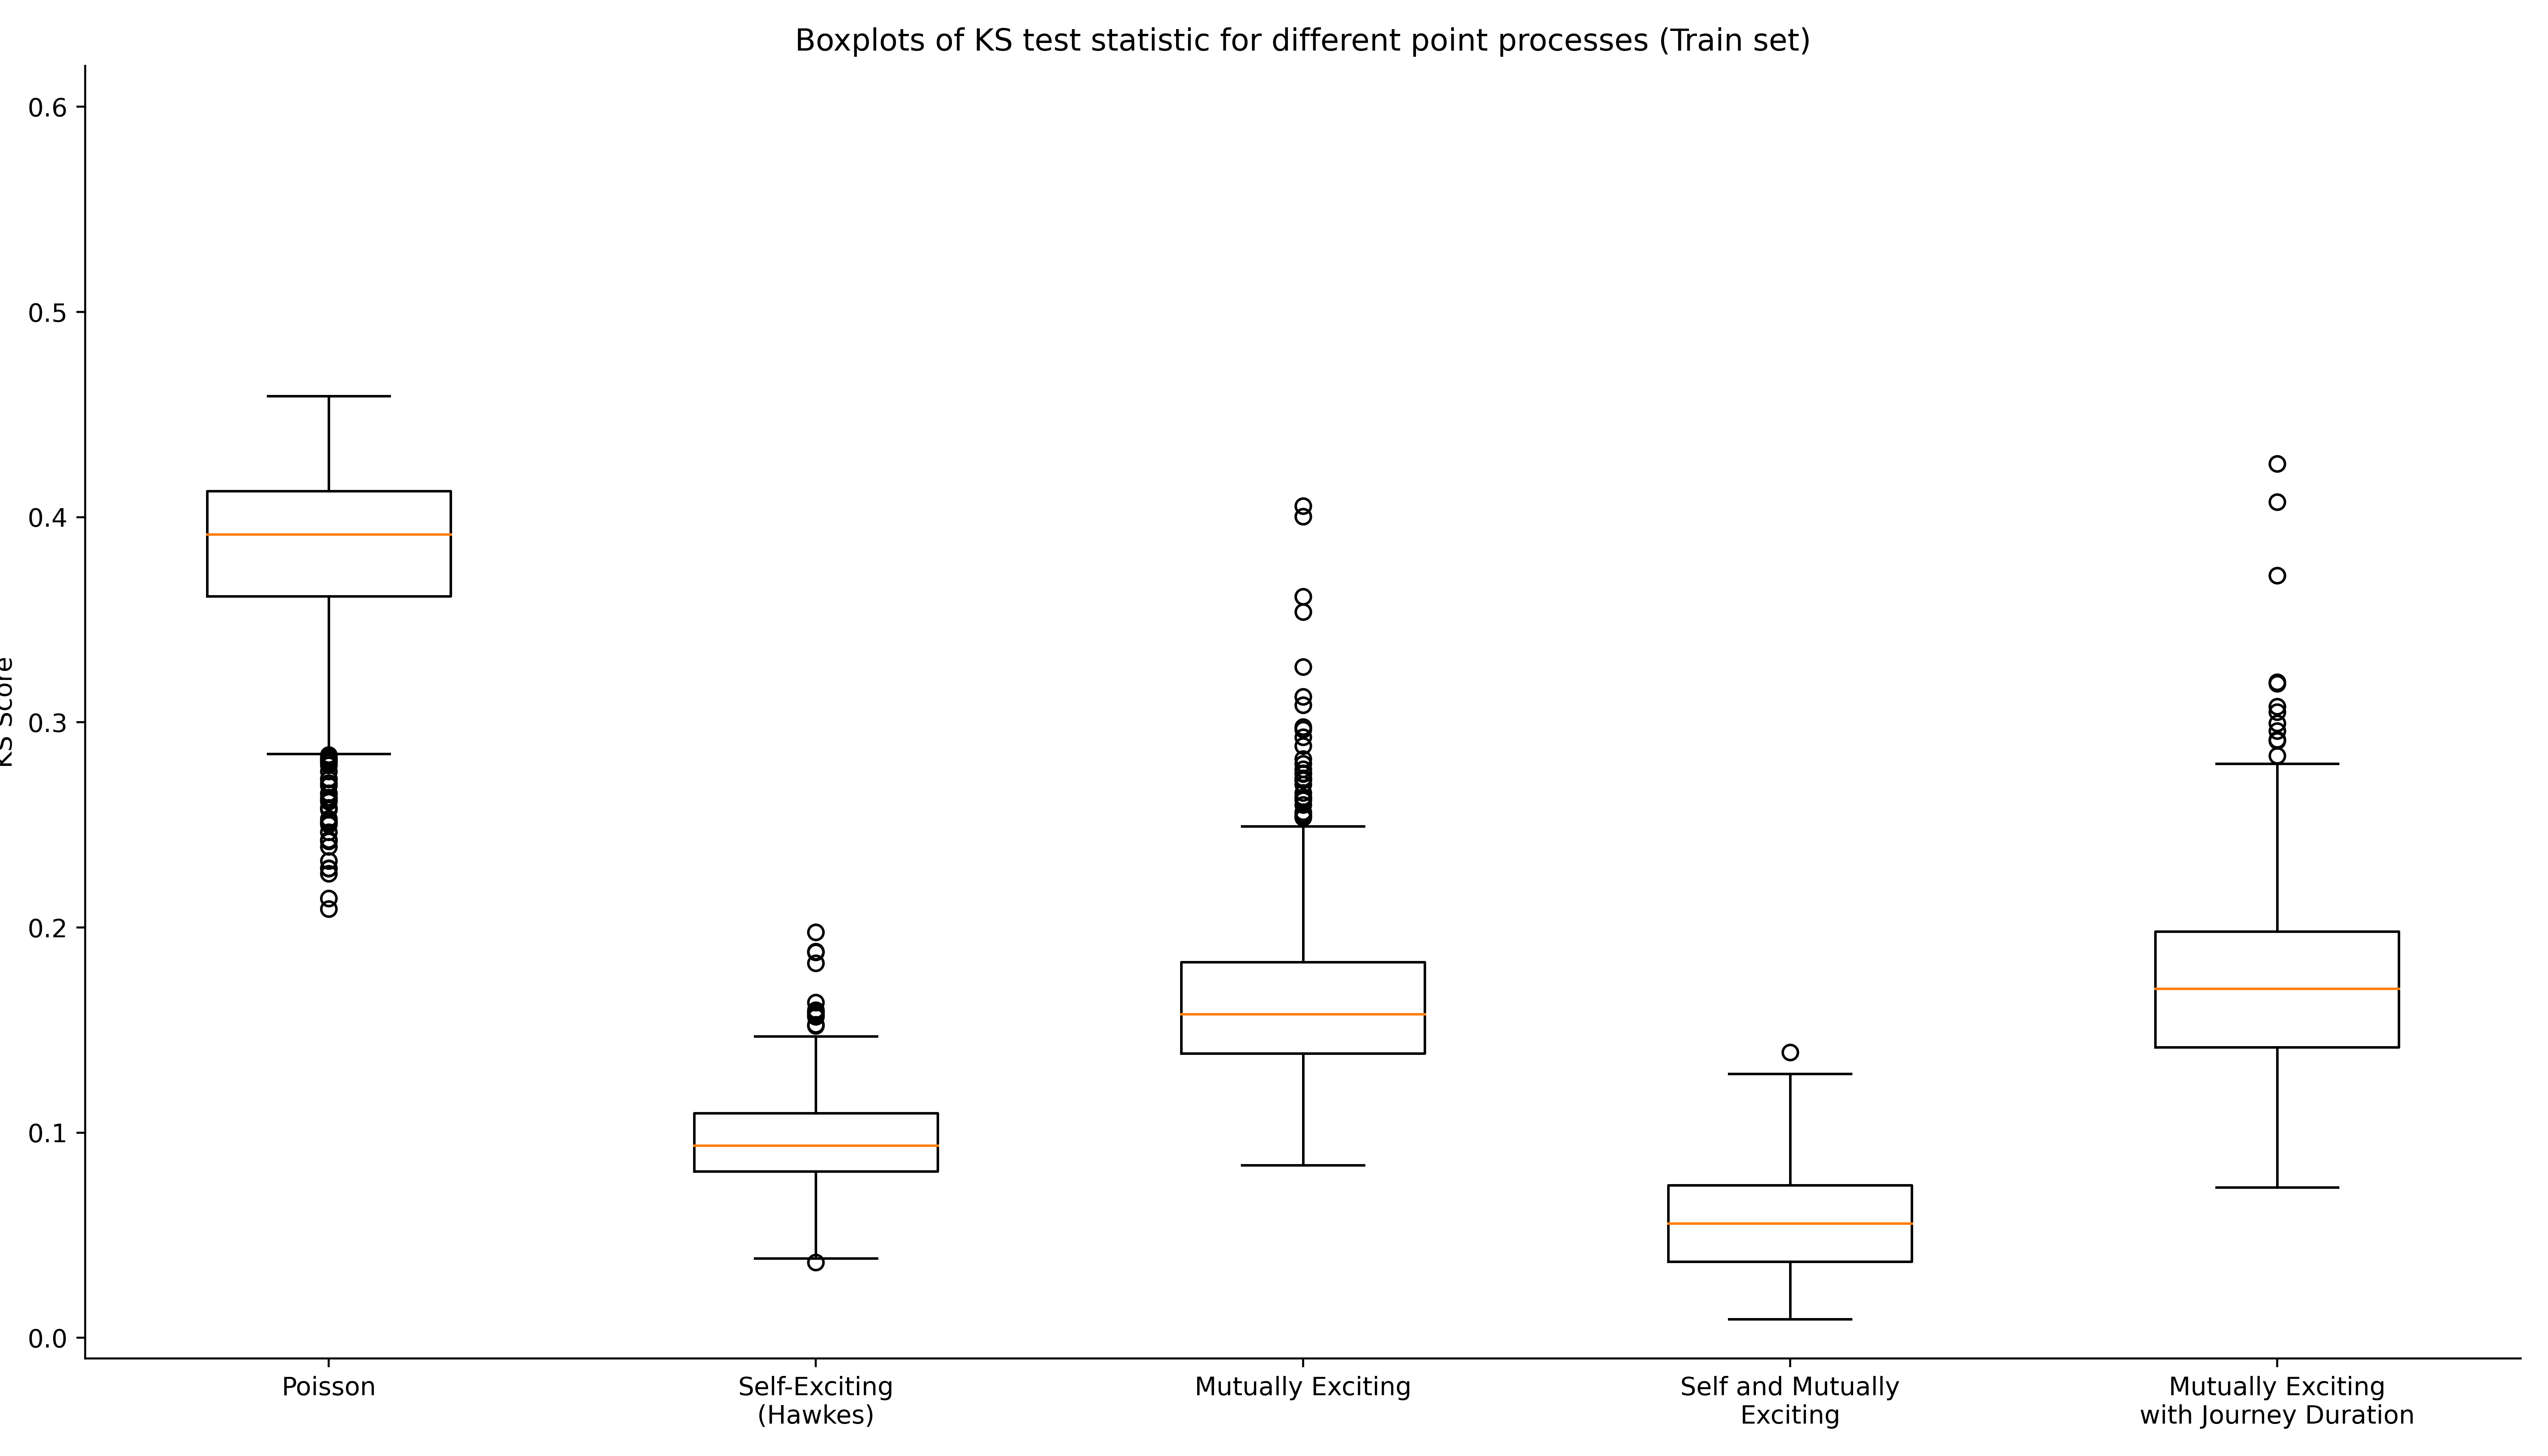 Boxplots of KS test statistic for different point processes (Train set)
KS Score
0.6
0.5
0.4
0.3
0.2
0.1
0.0
Poisson
Self-Exciting
(Hawkes)
Mutually Exciting
Self and Mutually
Exciting
Mutually Exciting
with Journey Duration